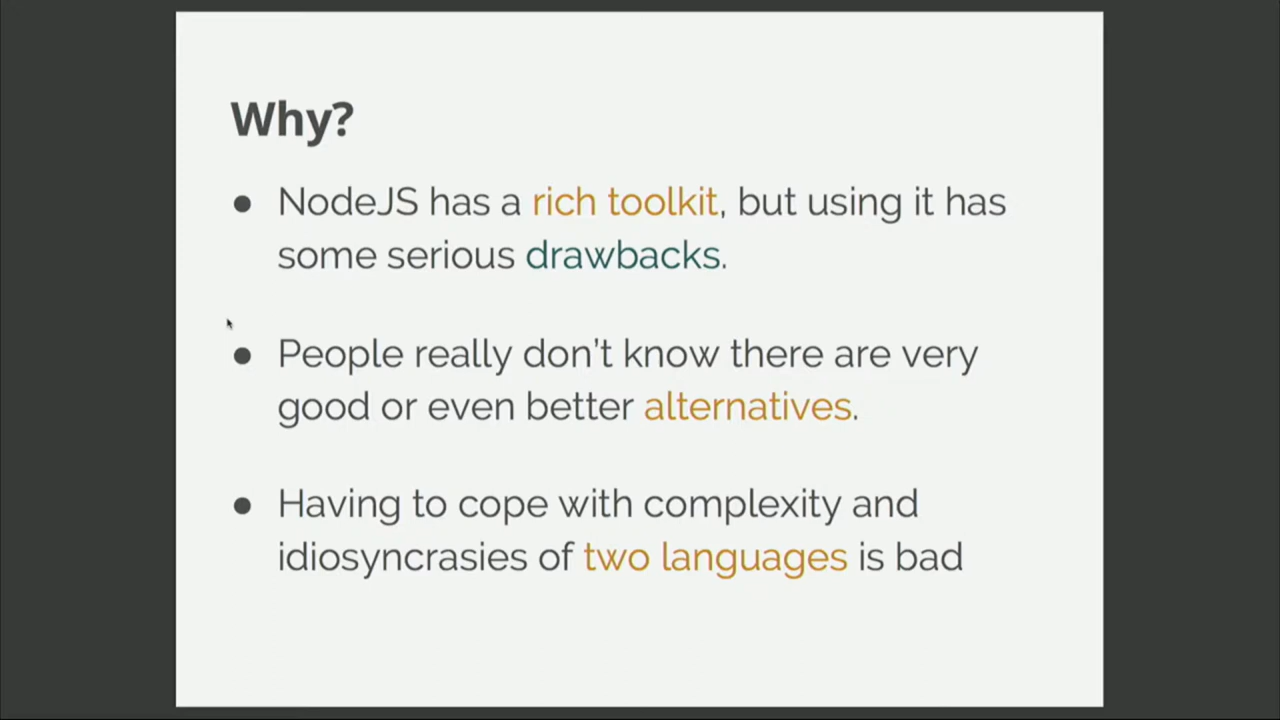 Why?
● NodeJS has a rich toolkit, but using it has
some serious drawbacks.
● People really don't know there are very
good or even better alternatives.
● Having to cope with complexity and
idiosyncrasies of two languages is bad